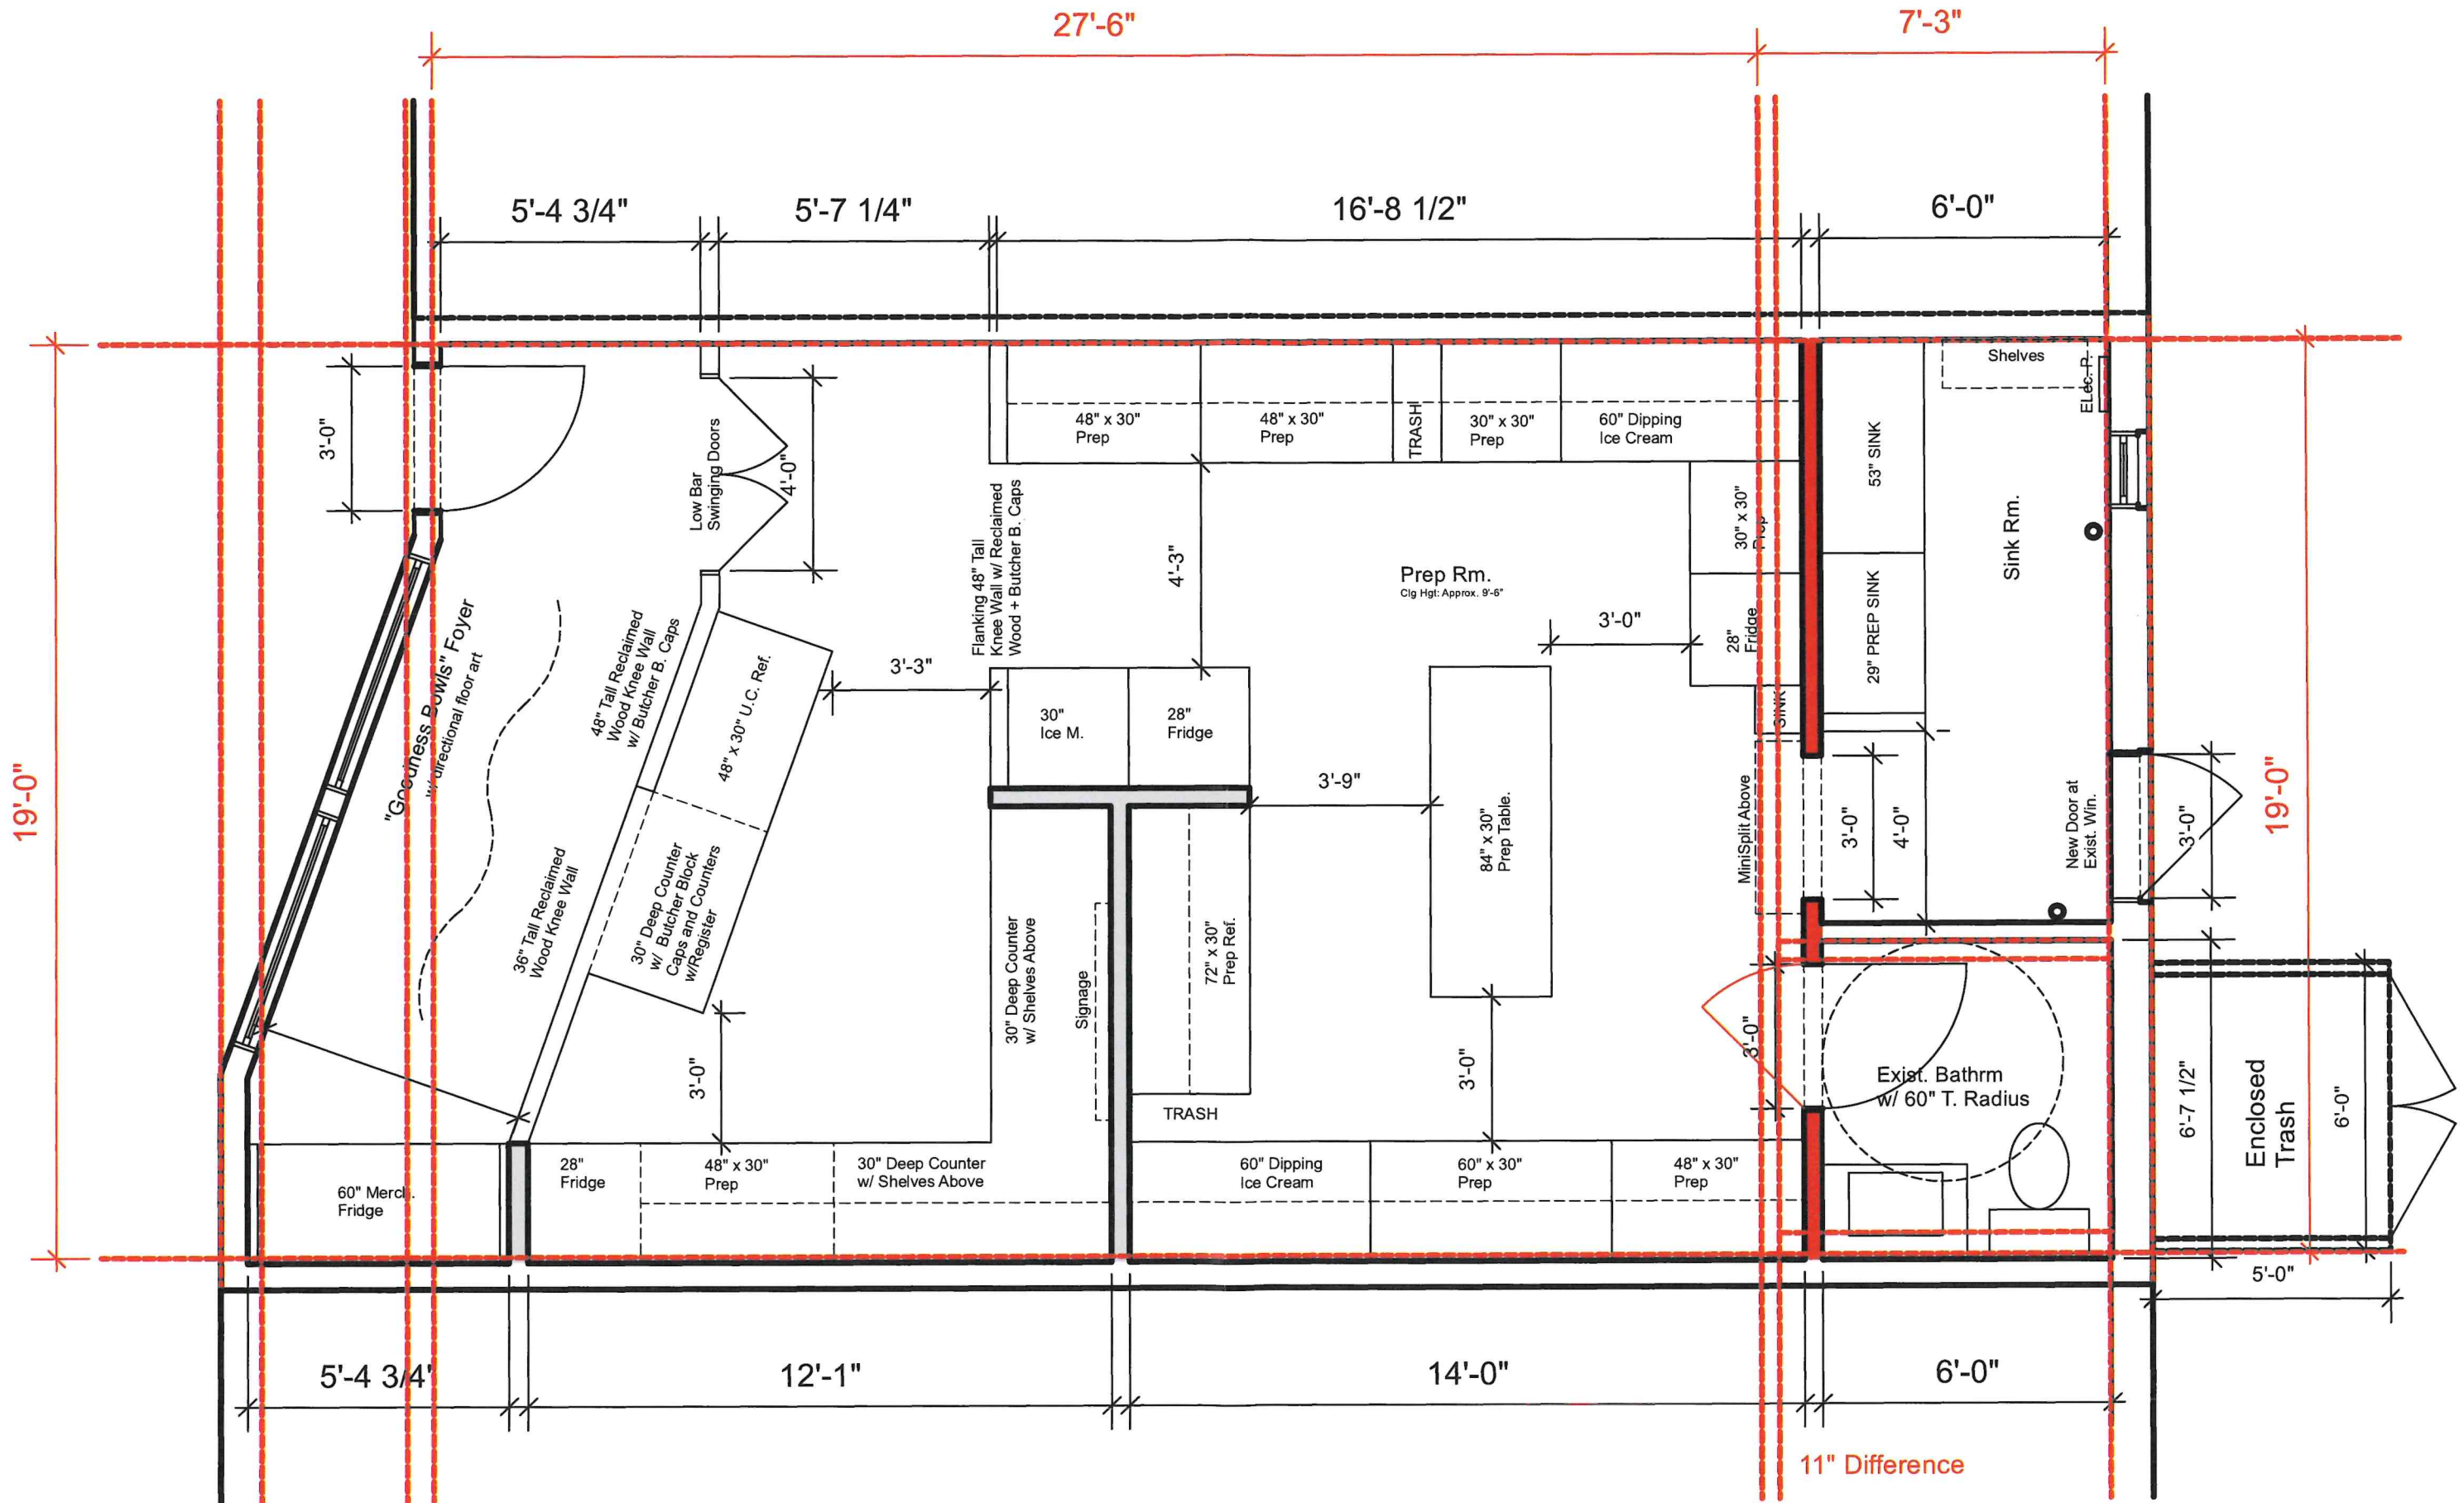 27'-6"
7'-3"
5'-4 3/4"
5'-7 1/4"
16'-8 1/2"
6'-0"
Shelves
ELec. P.
3'-0"
Low Bar
Swinging Doors
4'-0"
48" x 30"
Prep
48" x 30"
Prep
TRASH
30" x 30"
Prep
60" Dipping
Ice Cream
53" SINK
Sink Rm.
Flanking 48" Tall
Knee Wall w/ Reclaimed
Wood + Butcher B. Caps
4'-3"
Prep Rm.
Clg Hgt: Approx. 9'-6"
30" x 30"
Prep
28"
Fridge
3'-0"
29" PREP SINK
SINK
"Goodness Bowls" Foyer
w/ directional floor art
48" Tall Reclaimed
Wood Knee Wall
w/ Butcher B. Caps
48" x 30" U.C. Ref.
3'-3"
30"
Ice M.
28"
Fridge
3'-9"
84" x 30"
Prep Table.
MiniSplit Above
3'-0"
4'-0"
New Door at
Exist. Win.
3'-0"
19'-0"
19'-0"
36" Tall Reclaimed
Wood Knee Wall
30" Deep Counter
w/ Butcher Block
Caps and Counters
w/Register
30" Deep Counter
w/ Shelves Above
Signage
72" x 30"
Prep Ref.
TRASH
3'-0"
3'-0"
3'-0"
Exist. Bathrm
w/ 60" T. Radius
6'-7 1/2"
Enclosed
Trash
6'-0"
60" Merch.
Fridge
28"
Fridge
48" x 30"
Prep
30" Deep Counter
w/ Shelves Above
60" Dipping
Ice Cream
60" x 30"
Prep
48" x 30"
Prep
5'-0"
5'-4 3/4"
12'-1"
14'-0"
6'-0"
11" Difference